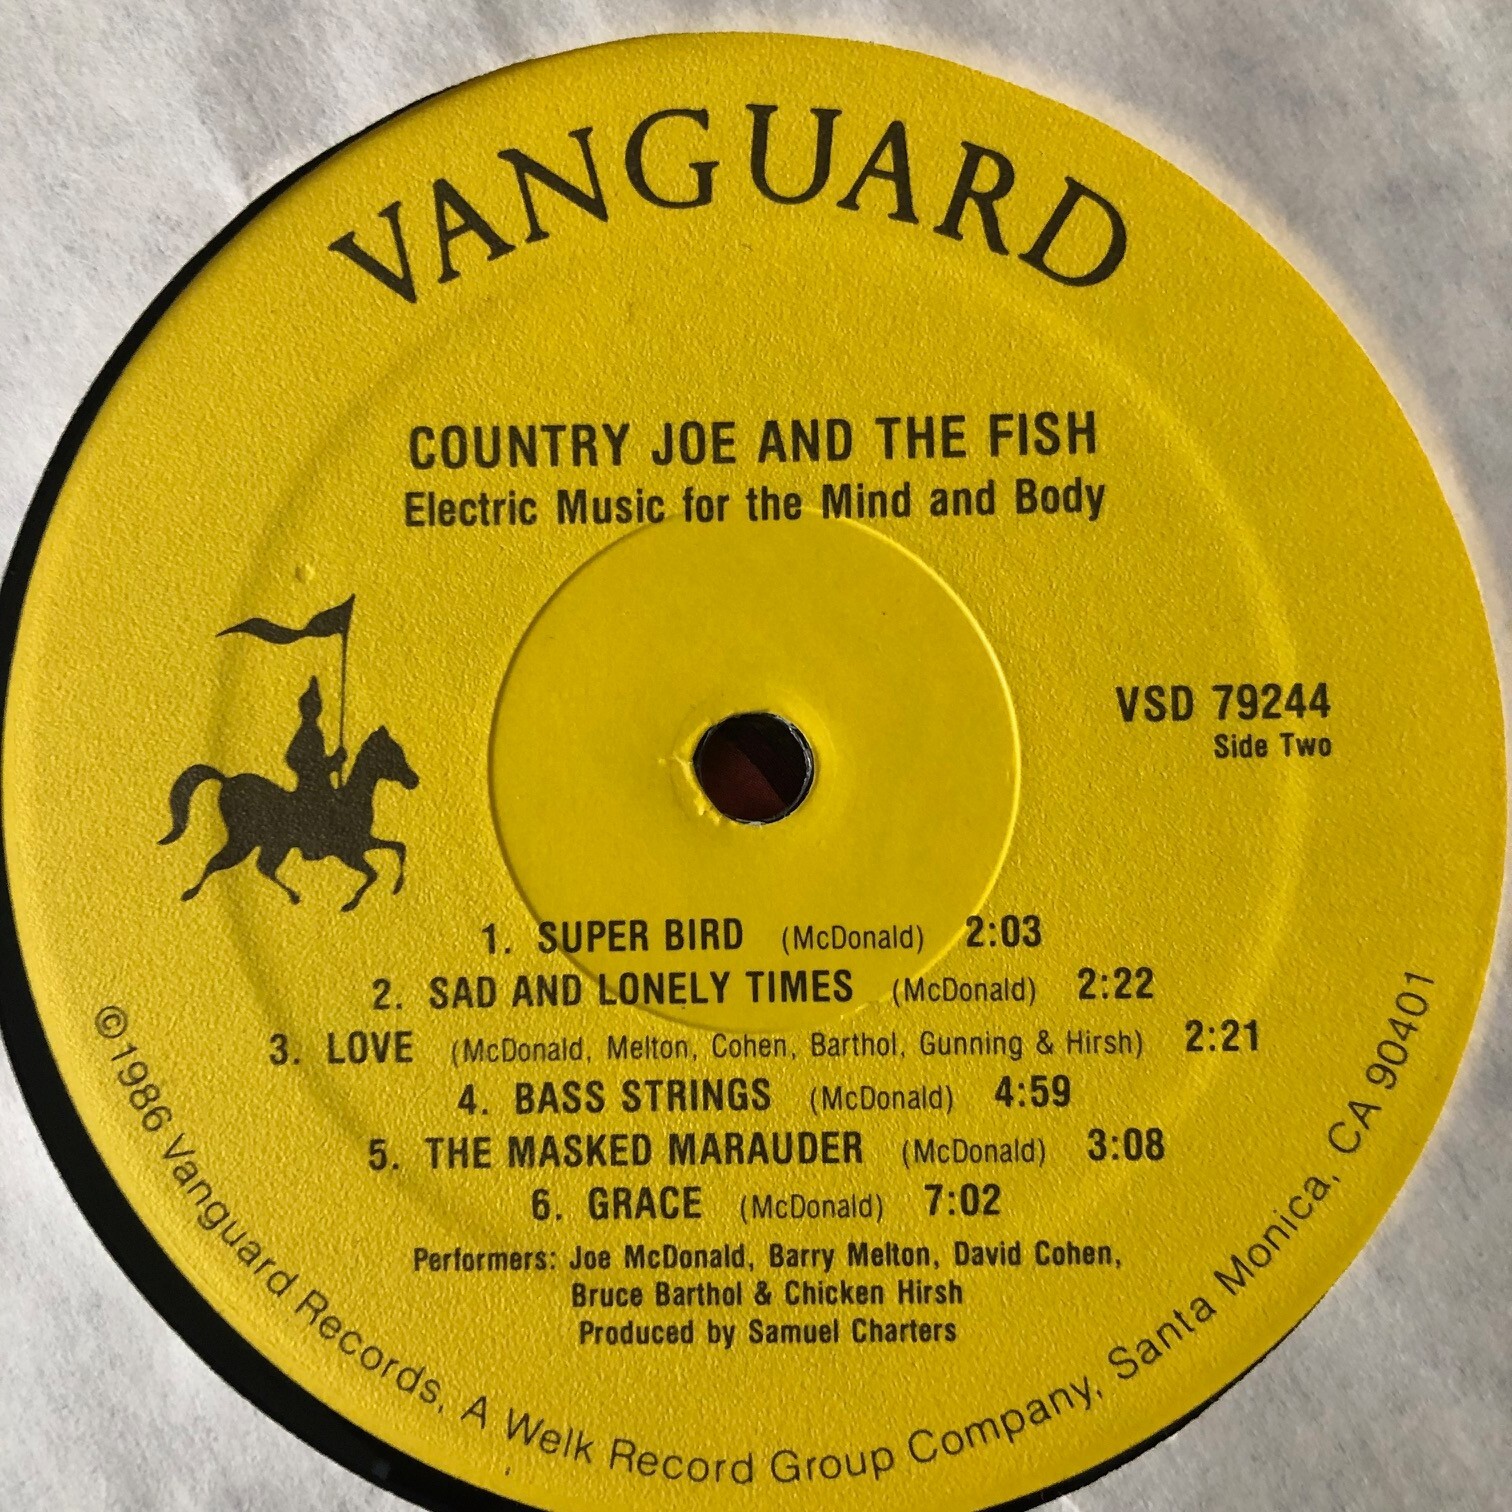 VANGUARD
COUNTRY JOE AND THE FISH
Electric Music for the Mind and Body
VSD 79244
Side Two
1. SUPER BIRD (McDonald) 2:03
2. SAD AND LONELY TIMES (McDonald) 2:22
3. LOVE (McDonald, Melton, Cohen, Barthol, Gunning & Hirsh) 2:21
4. BASS STRINGS (McDonald) 4:59
5. THE MASKED MARAUDER (McDonald) 3:08
6. GRACE (McDonald) 7:02
Performers: Joe McDonald, Barry Melton, David Cohen,
Bruce Barthol & Chicken Hirsh
Produced by Samuel Charters
©1986 Vanguard Records, A Welk Record Group Company, Santa Monica, CA 90401